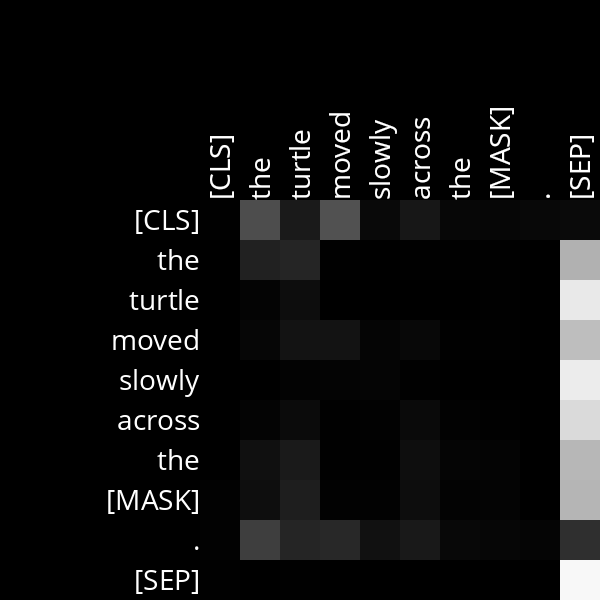 [CLS] the turtle moved slowly across the [MASK] . [SEP]
[CLS]
the
turtle
moved
slowly
across
the
[MASK]
.
[SEP]